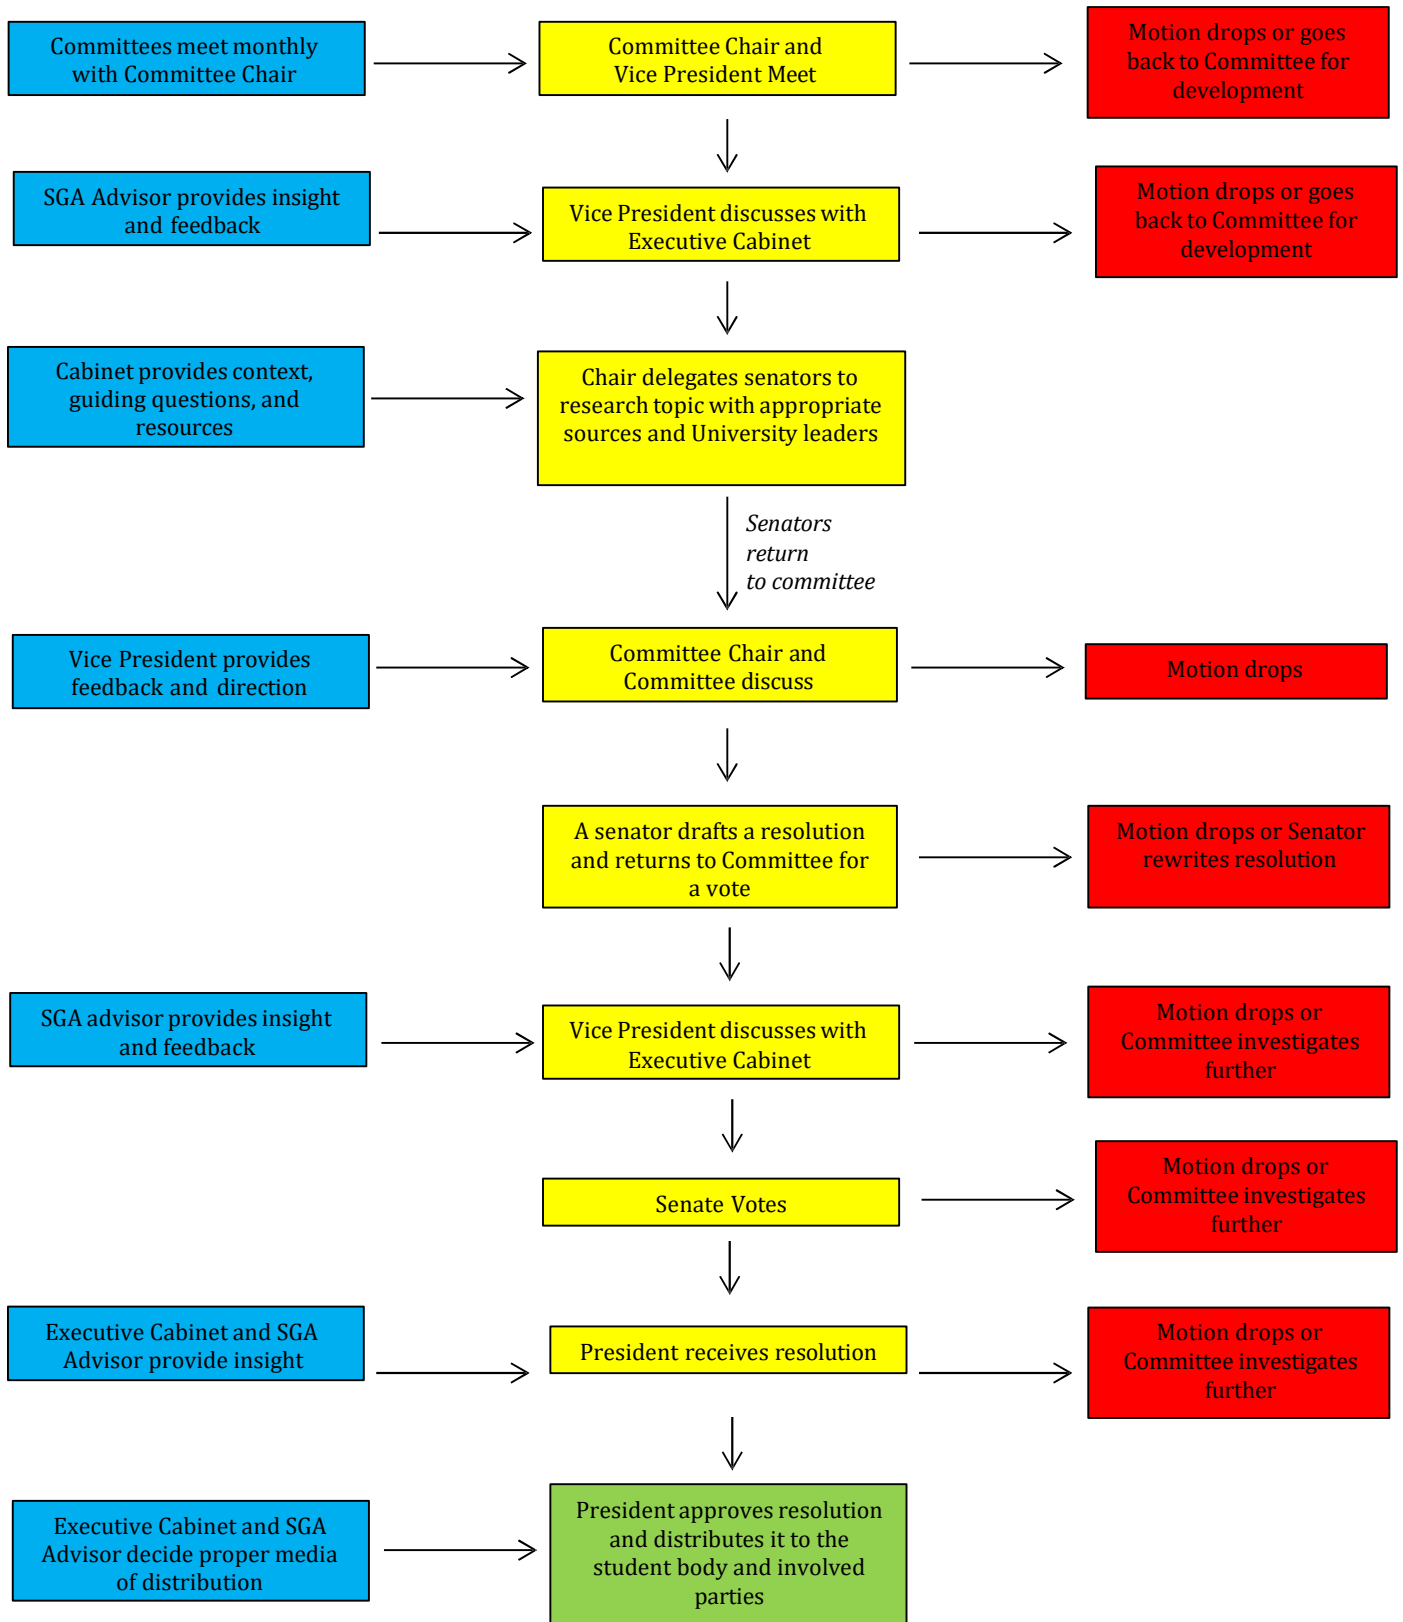 Committees meet monthly
with Committee Chair
Committee Chair and
Vice President Meet
Motion drops or goes
back to Committee for
development
SGA Advisor provides insight
and feedback
Vice President discusses with
Executive Cabinet
Motion drops or goes
back to Committee for
development
Cabinet provides context,
guiding questions, and
resources
Chair delegates senators to
research topic with appropriate
sources and University leaders
Senators
return
to committee
Vice President provides
feedback and direction
Committee Chair and
Committee discuss
Motion drops
A senator drafts a resolution
and returns to Committee for
a vote
Motion drops or Senator
rewrites resolution
SGA advisor provides insight
and feedback
Vice President discusses with
Executive Cabinet
Motion drops or
Committee investigates
further
Senate Votes
Motion drops or
Committee investigates
further
Executive Cabinet and SGA
Advisor provide insight
President receives resolution
Motion drops or
Committee investigates
further
Executive Cabinet and SGA
Advisor decide proper media
of distribution
President approves resolution
and distributes it to the
student body and involved
parties